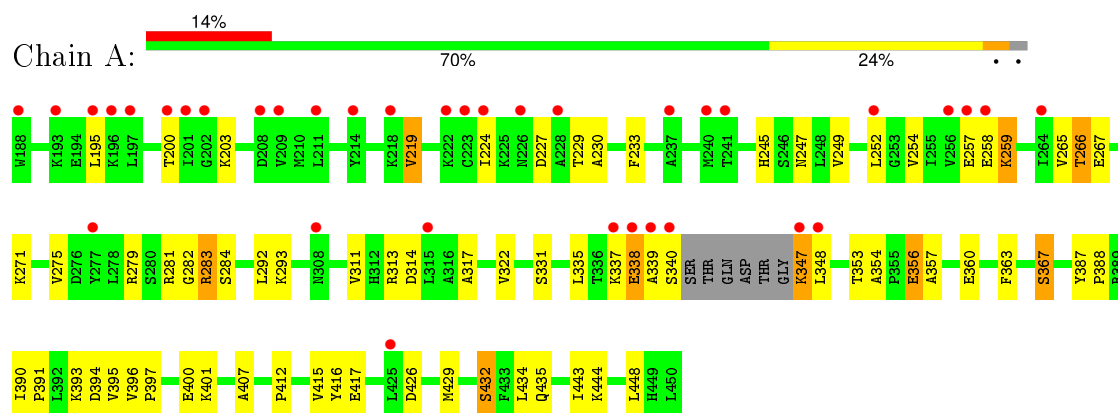 14%
Chain A:
70% 24% • •
W188 K193 E194 L195 K196 L197 T200 I201 G202 K203 D208 V209 M210 L211 Y214 K218 V219 K222 C223 I224 K225 N226 D227 A228 T229 A230 F233 A237 M240 T241 H245 S246 N247 L248 V249 L252 G253 V254 I255 V256 E257 E258 K259 I264 V265 T266 E267
K271 V275 D276 Y277 L278 R279 S280 R281 G282 R283 S284 L292 K293 N308 V311 H312 R313 D314 L315 A316 A317 V322 S331 L335 T336 K337 E338 A339 S340 SER THR GLN ASP THR GLY K347 L348 T353 A354 P355 E356 A357 E360 F363 S367 Y387 P388 R389
I390 P391 L392 K393 D394 V395 V396 P397 E400 K401 A407 P412 V415 Y416 E417 L425 D426 M429 S432 F433 L434 Q435 I443 K444 L448 H449 L450